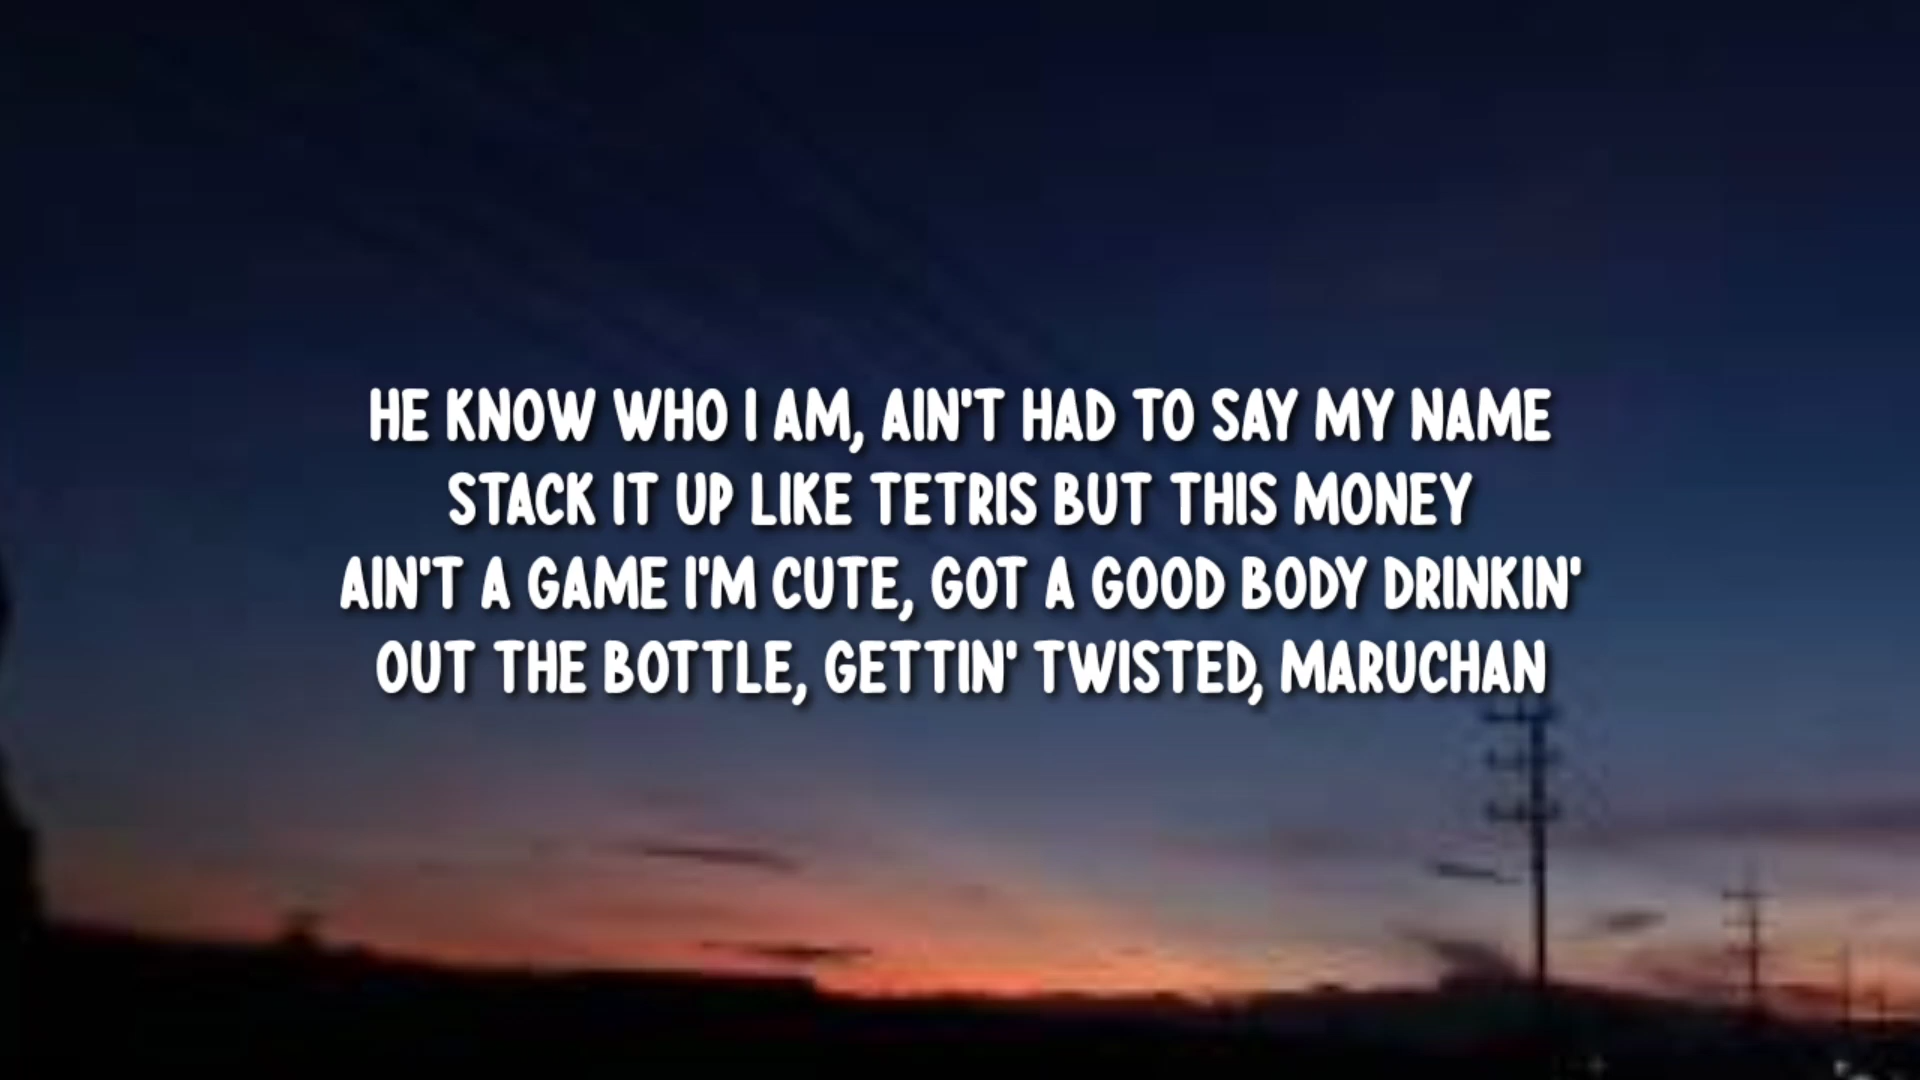 HE KNOW WHO I AM, AIN'T HAD TO SAY MY NAME
STACK IT UP LIKE TETRIS BUT THIS MONEY
AIN'T A GAME I'M CUTE, GOT A GOOD BODY DRINKIN'
OUT THE BOTTLE, GETTIN' TWISTED, MARUCHAN